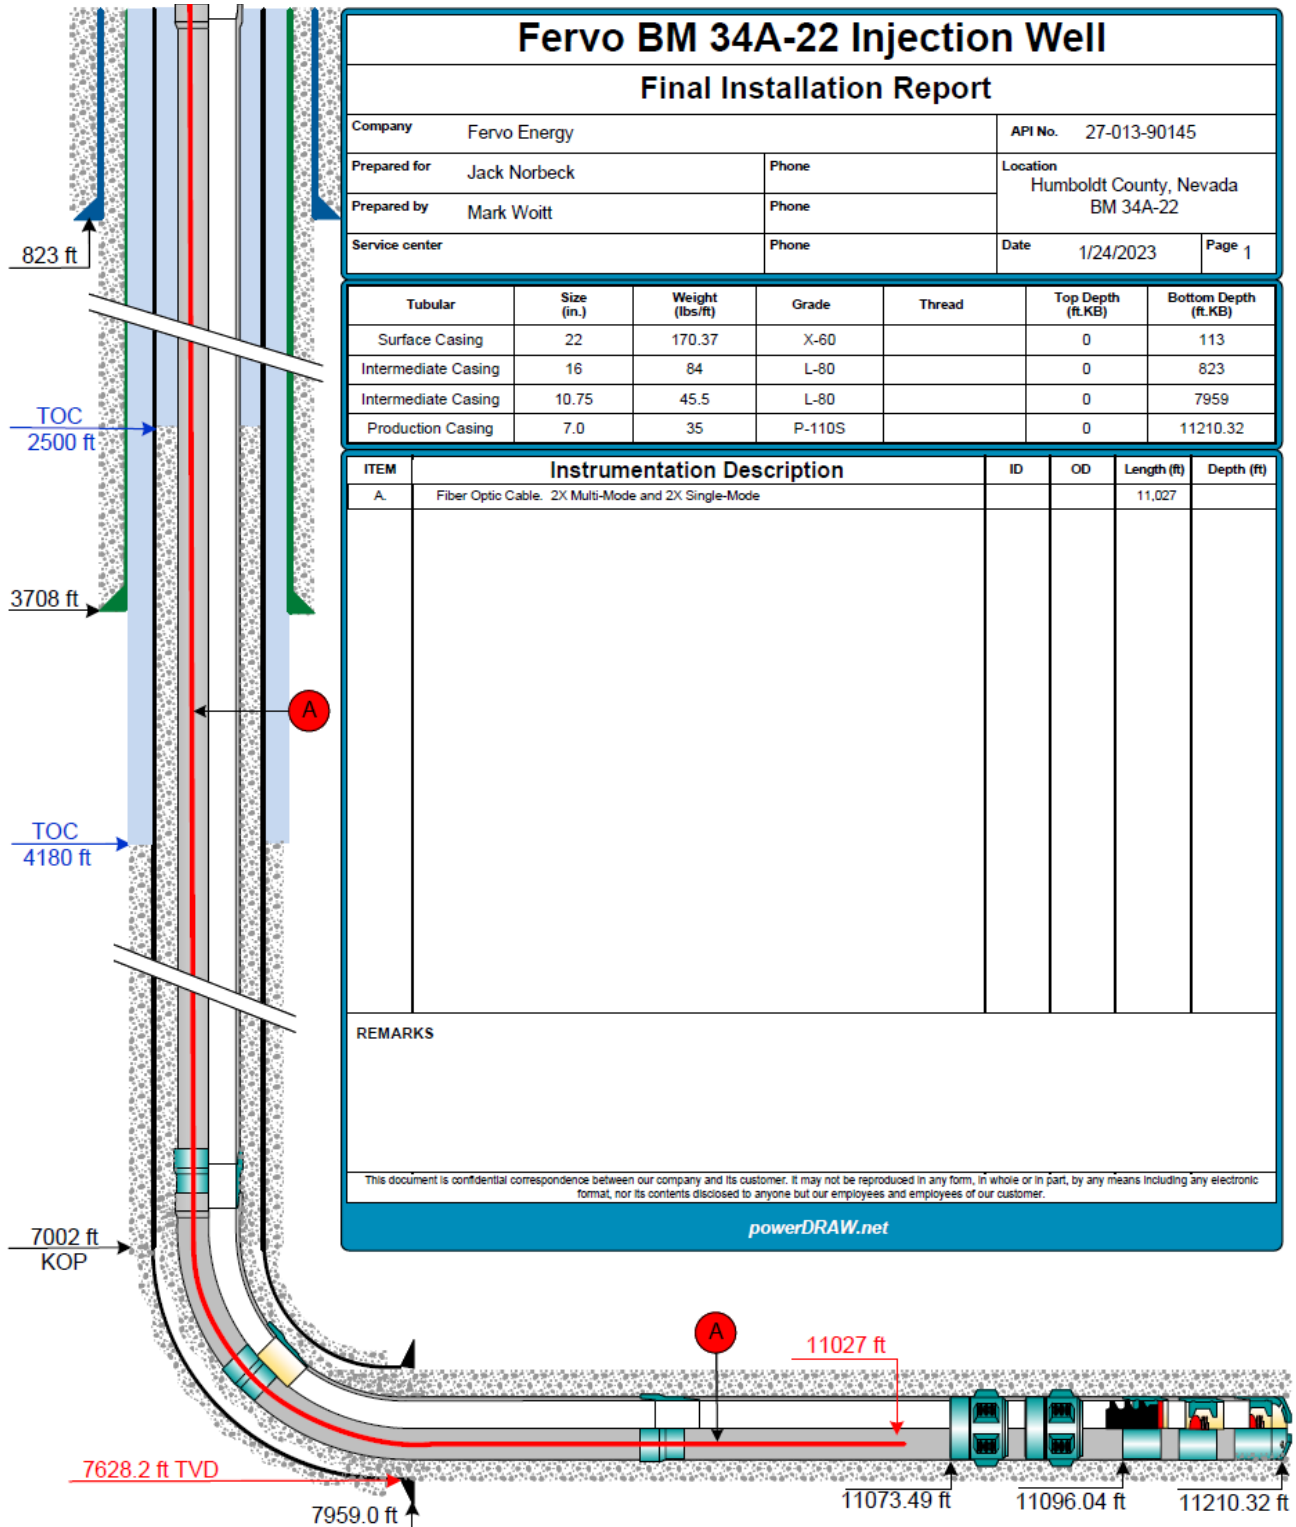 Fervo BM 34A-22 Injection Well
Final Installation Report
Company Fervo Energy API No. 27-013-90145
Prepared for Jack Norbeck Phone Location
Humboldt County, Nevada
Prepared by Mark Woitt Phone BM 34A-22
Service center Phone Date 1/24/2023 Page 1
Tubular Size (in.) Weight (lbs/ft) Grade Thread Top Depth (ft.KB) Bottom Depth (ft.KB)
Surface Casing 22 170.37 X-60 0 113
Intermediate Casing 16 84 L-80 0 823
Intermediate Casing 10.75 45.5 L-80 0 7959
Production Casing 7.0 35 P-110S 0 11210.32
ITEM Instrumentation Description ID OD Length (ft) Depth (ft)
A. Fiber Optic Cable. 2X Multi-Mode and 2X Single-Mode 11,027
REMARKS
This document is confidential correspondence between our company and its customer. It may not be reproduced in any form, in whole or in part, by any means including any electronic
format, nor its contents disclosed to anyone but our employees and employees of our customer.
powerDRAW.net
823 ft
TOC
2500 ft
3708 ft
A
TOC
4180 ft
7002 ft
KOP
A
11027 ft
7628.2 ft TVD
7959.0 ft
11073.49 ft
11096.04 ft
11210.32 ft